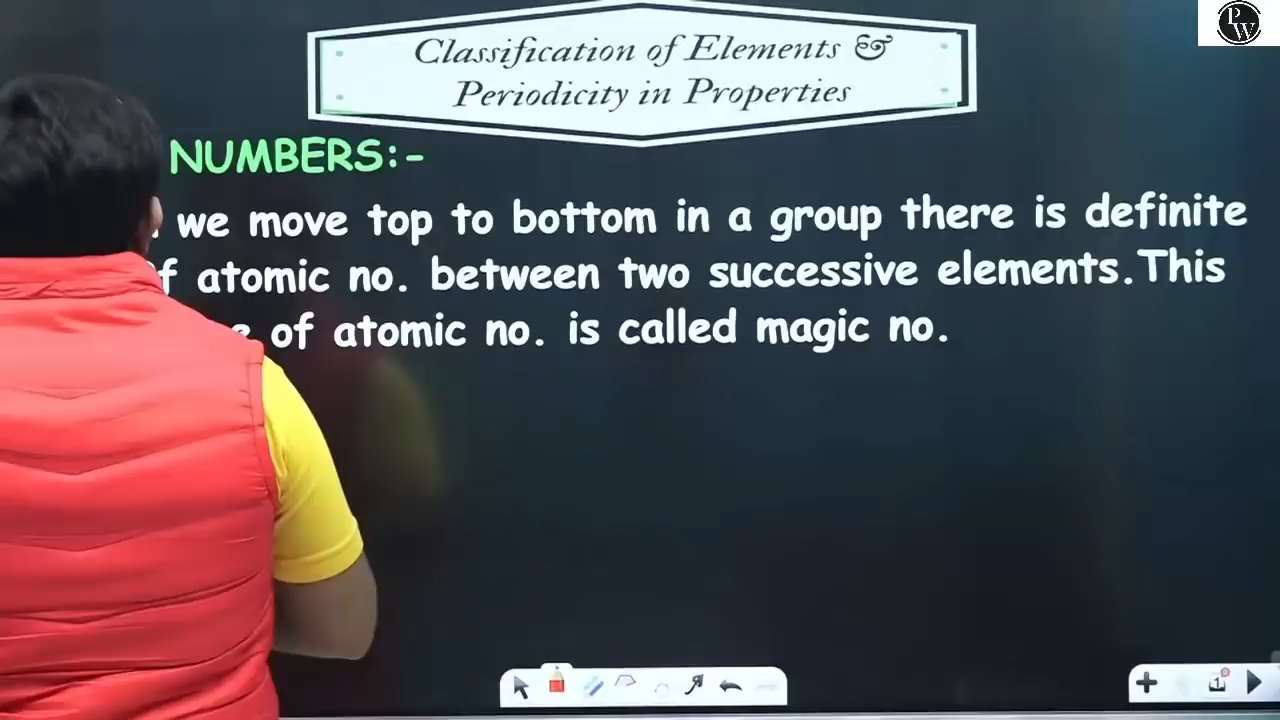 Classification of Elements &
Periodicity in Properties
NUMBERS:-
we move top to bottom in a group there is definite
atomic no. between two successive elements. This
of atomic no. is called magic no.
PW